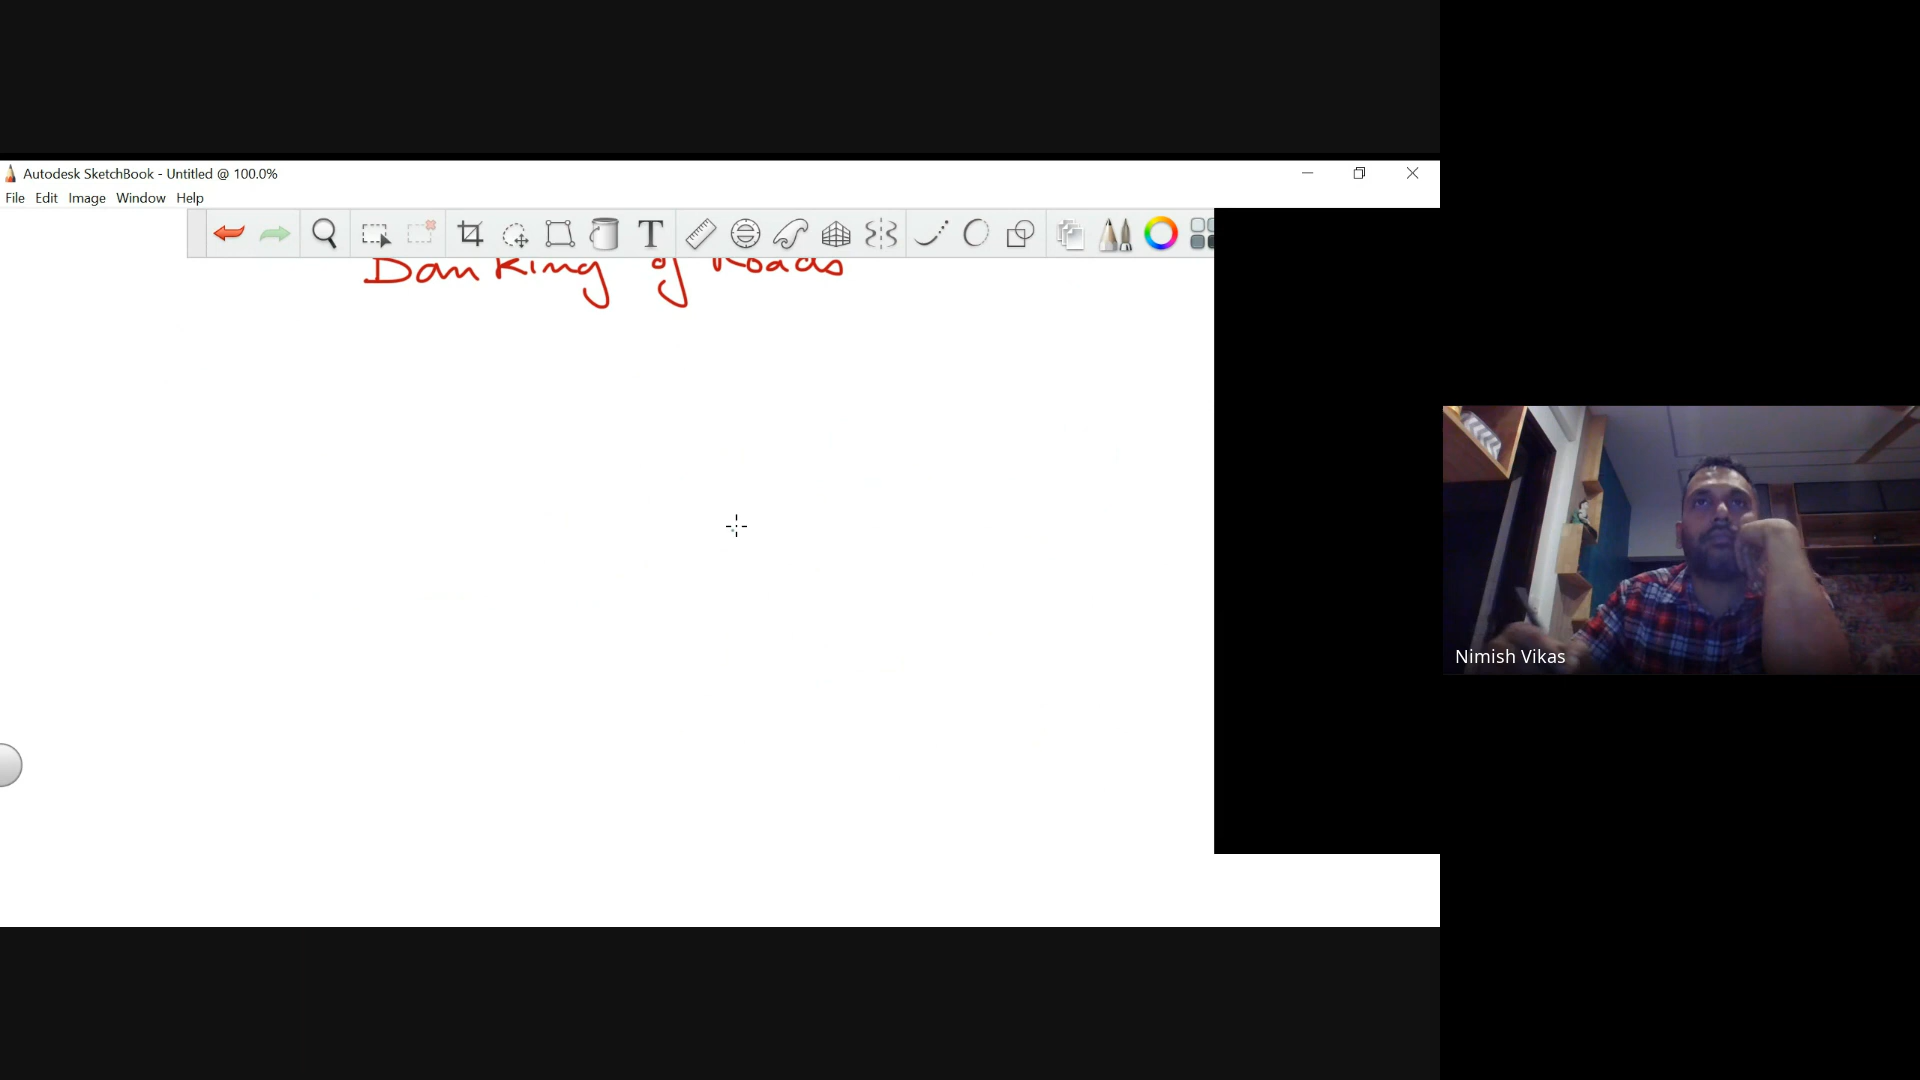 Autodesk SketchBook - Untitled @ 100.0%
File Edit Image Window Help
T
Banking of Roads
Nimish Vikas